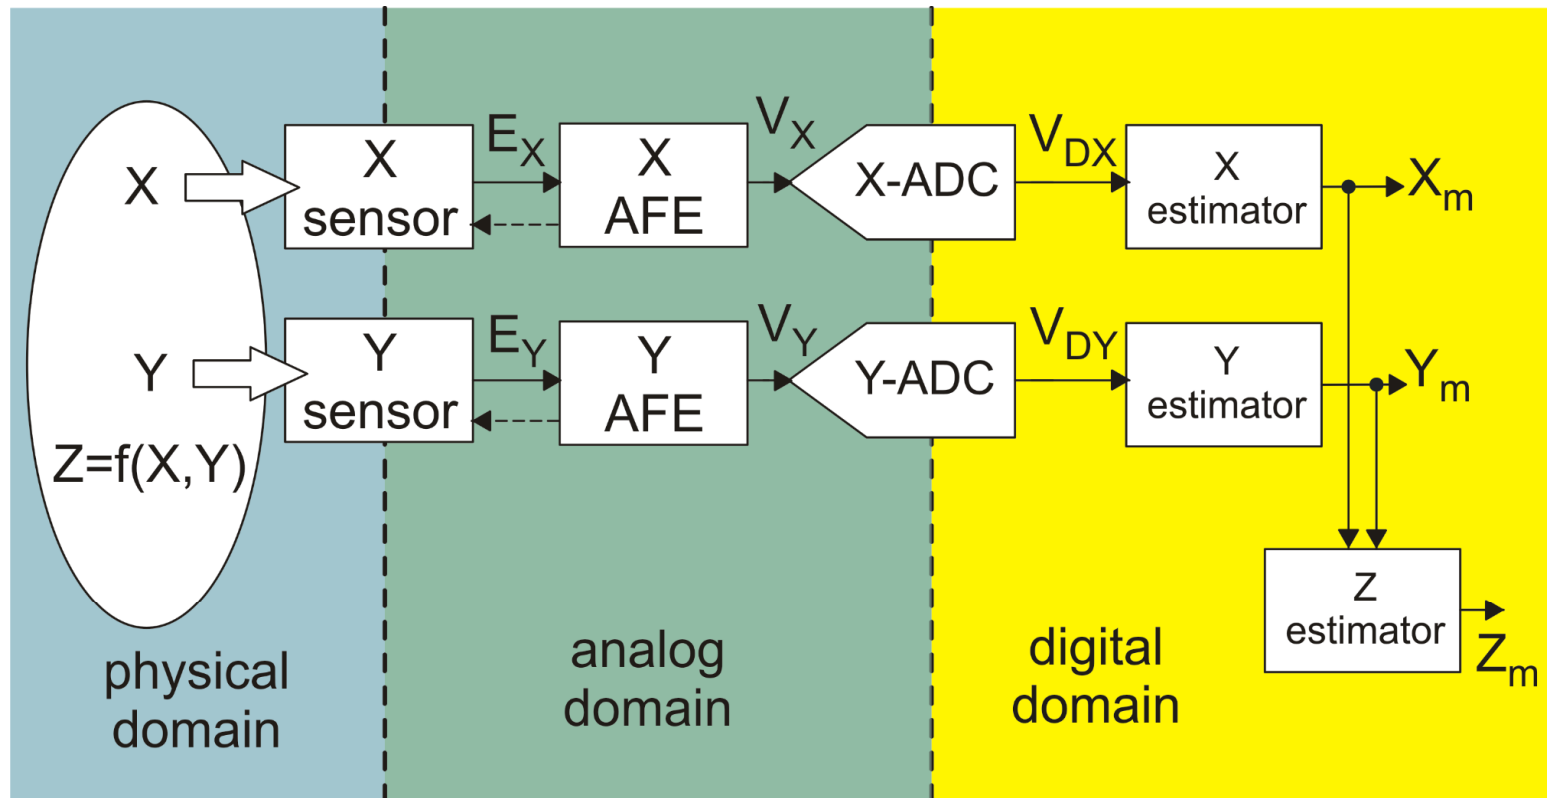 X
X
sensor
E_X
X
AFE
V_X
X-ADC
V_DX
X
estimator
X_m
Y
Y
sensor
E_Y
Y
AFE
V_Y
Y-ADC
V_DY
Y
estimator
Y_m
Z=f(X,Y)
Z
estimator
Z_m
physical
domain
analog
domain
digital
domain